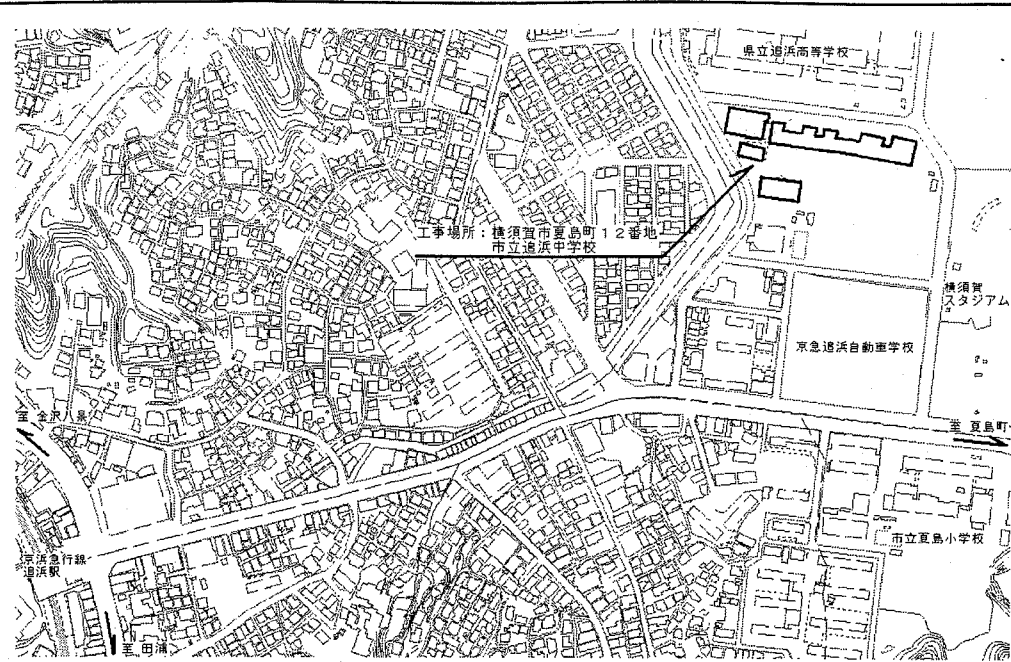 県立追浜高等学校
工事場所:横須賀市夏島町12番地
市立追浜中学校
横須賀
スタジアム
京急追浜自動車学校
至 金沢八景
至 夏島町
市立夏島小学校
京浜急行線
追浜駅
至 田浦